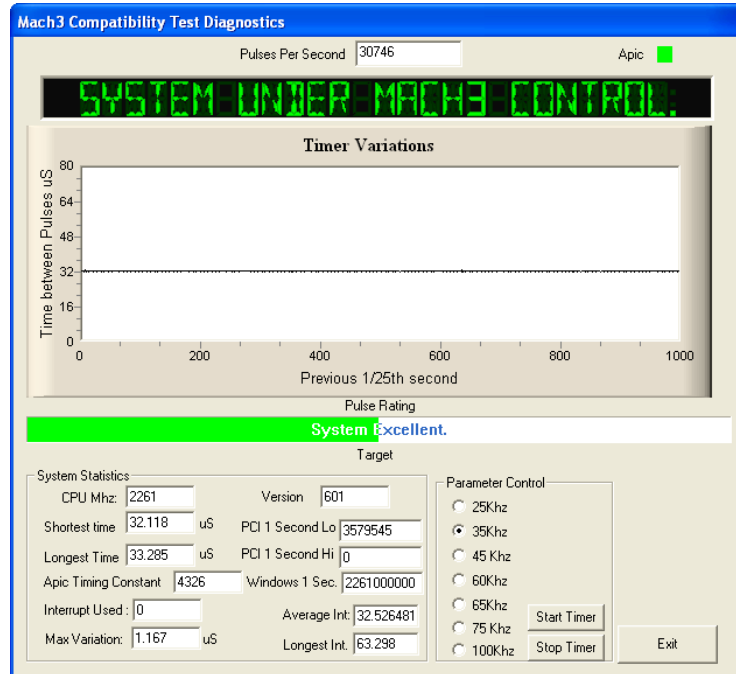 Mach3 Compatibility Test Diagnostics
Pulses Per Second 30746 Apic
SYSTEM UNDER MACH3 CONTROL.
Timer Variations
Time between Pulses uS
80
64
48
32
16
0
0 200 400 600 800 1000
Previous 1/25th second
Pulse Rating
System Excellent.
Target
System Statistics
CPU Mhz: 2261 Version 601
Shortest time 32.118 uS PCI 1 Second Lo 3579545
Longest Time 33.285 uS PCI 1 Second Hi 0
Apic Timing Constant 4326 Windows 1 Sec. 2261000000
Interrupt Used : 0 Average Int: 32.526481
Max Variation: 1.167 uS Longest Int. 63.298
Parameter Control
25Khz
35Khz
45 Khz
60Khz
65Khz
75 Khz
100Khz
Start Timer
Stop Timer
Exit